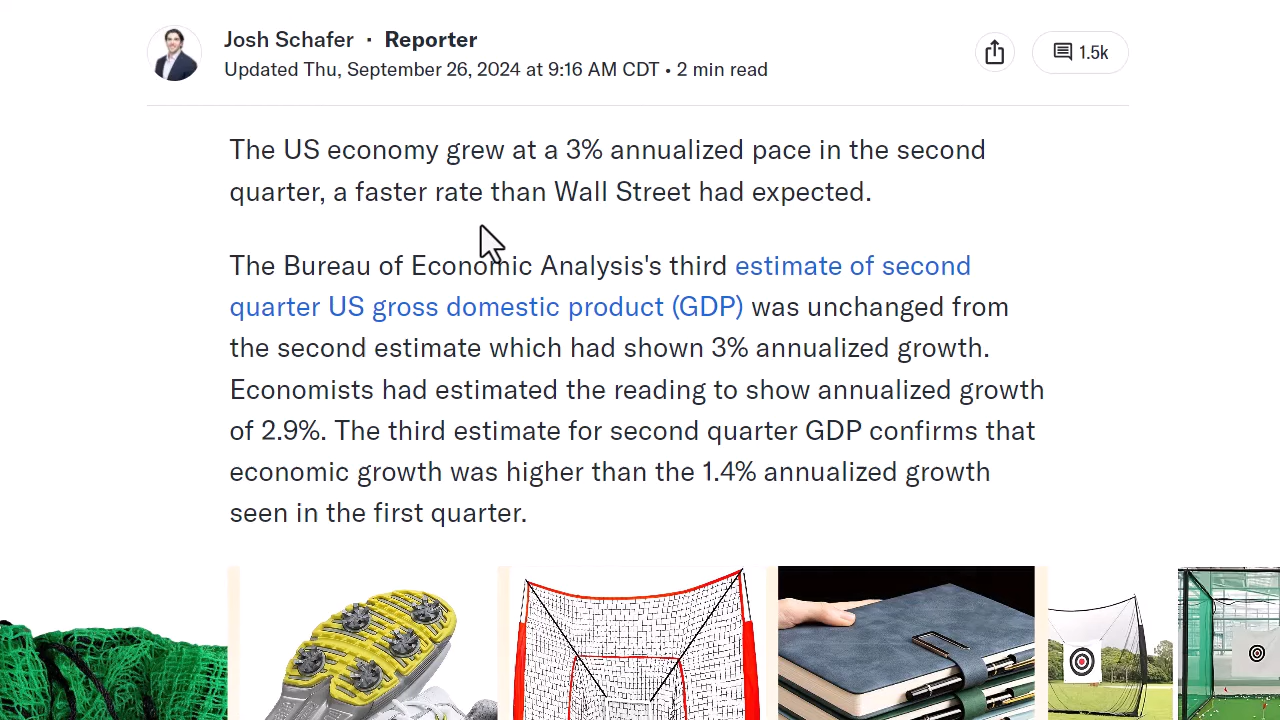 Josh Schafer · Reporter
Updated Thu, September 26, 2024 at 9:16 AM CDT • 2 min read
1.5k
The US economy grew at a 3% annualized pace in the second
quarter, a faster rate than Wall Street had expected.
The Bureau of Economic Analysis's third estimate of second
quarter US gross domestic product (GDP) was unchanged from
the second estimate which had shown 3% annualized growth.
Economists had estimated the reading to show annualized growth
of 2.9%. The third estimate for second quarter GDP confirms that
economic growth was higher than the 1.4% annualized growth
seen in the first quarter.